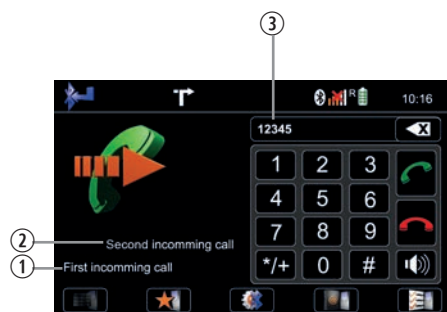 3
R 10:16
12345
1 2 3
4 5 6
2 Second incomming call
7 8 9
1 First incomming call
*/+ 0 #